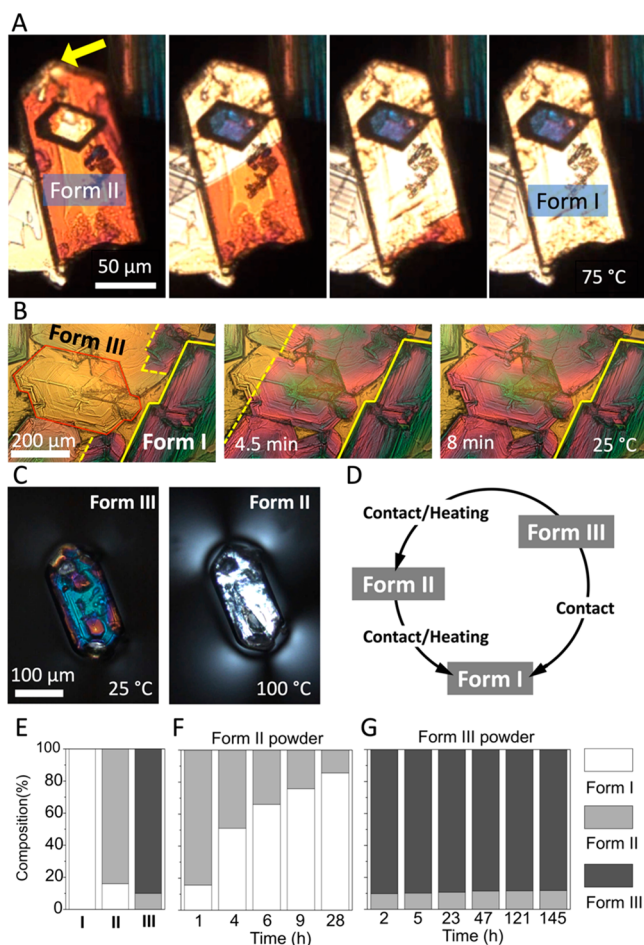 A
Form II
50 µm
Form I
75 °C
B
Form III
Form I
200 µm
4.5 min
8 min
25 °C
C
Form III
Form II
100 µm
25 °C
100 °C
D
Contact/Heating
Form III
Form II
Contact
Contact/Heating
Form I
E
F
G
Form II powder
Form III powder
Composition(%)
100
80
60
40
20
0
I II III
1 4 6 9 28
Time (h)
2 5 23 47 121 145
Time (h)
Form I
Form II
Form III